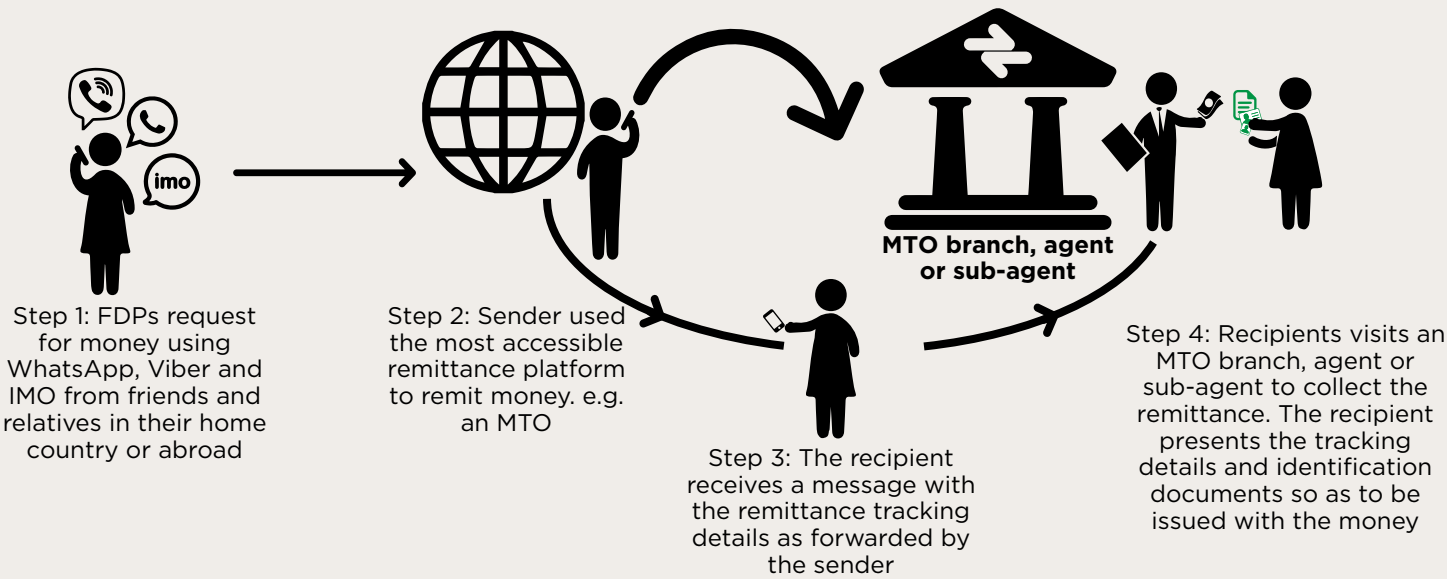 imo
MTO branch, agent
or sub-agent
Step 1: FDPs request
for money using
WhatsApp, Viber and
IMO from friends and
relatives in their home
country or abroad
Step 2: Sender used
the most accessible
remittance platform
to remit money. e.g.
an MTO
Step 3: The recipient
receives a message with
the remittance tracking
details as forwarded by
the sender
Step 4: Recipients visits an
MTO branch, agent or
sub-agent to collect the
remittance. The recipient
presents the tracking
details and identification
documents so as to be
issued with the money